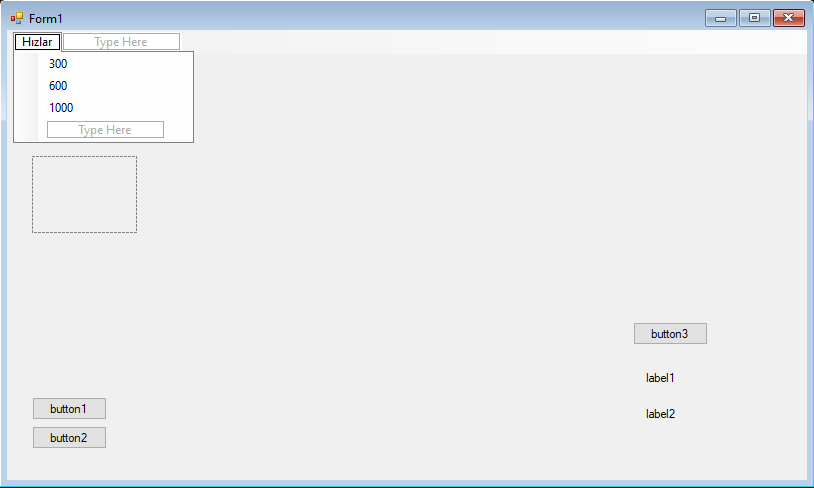 Form1
Hızlar Type Here
300
600
1000
Type Here
button3
label1
button1
label2
button2